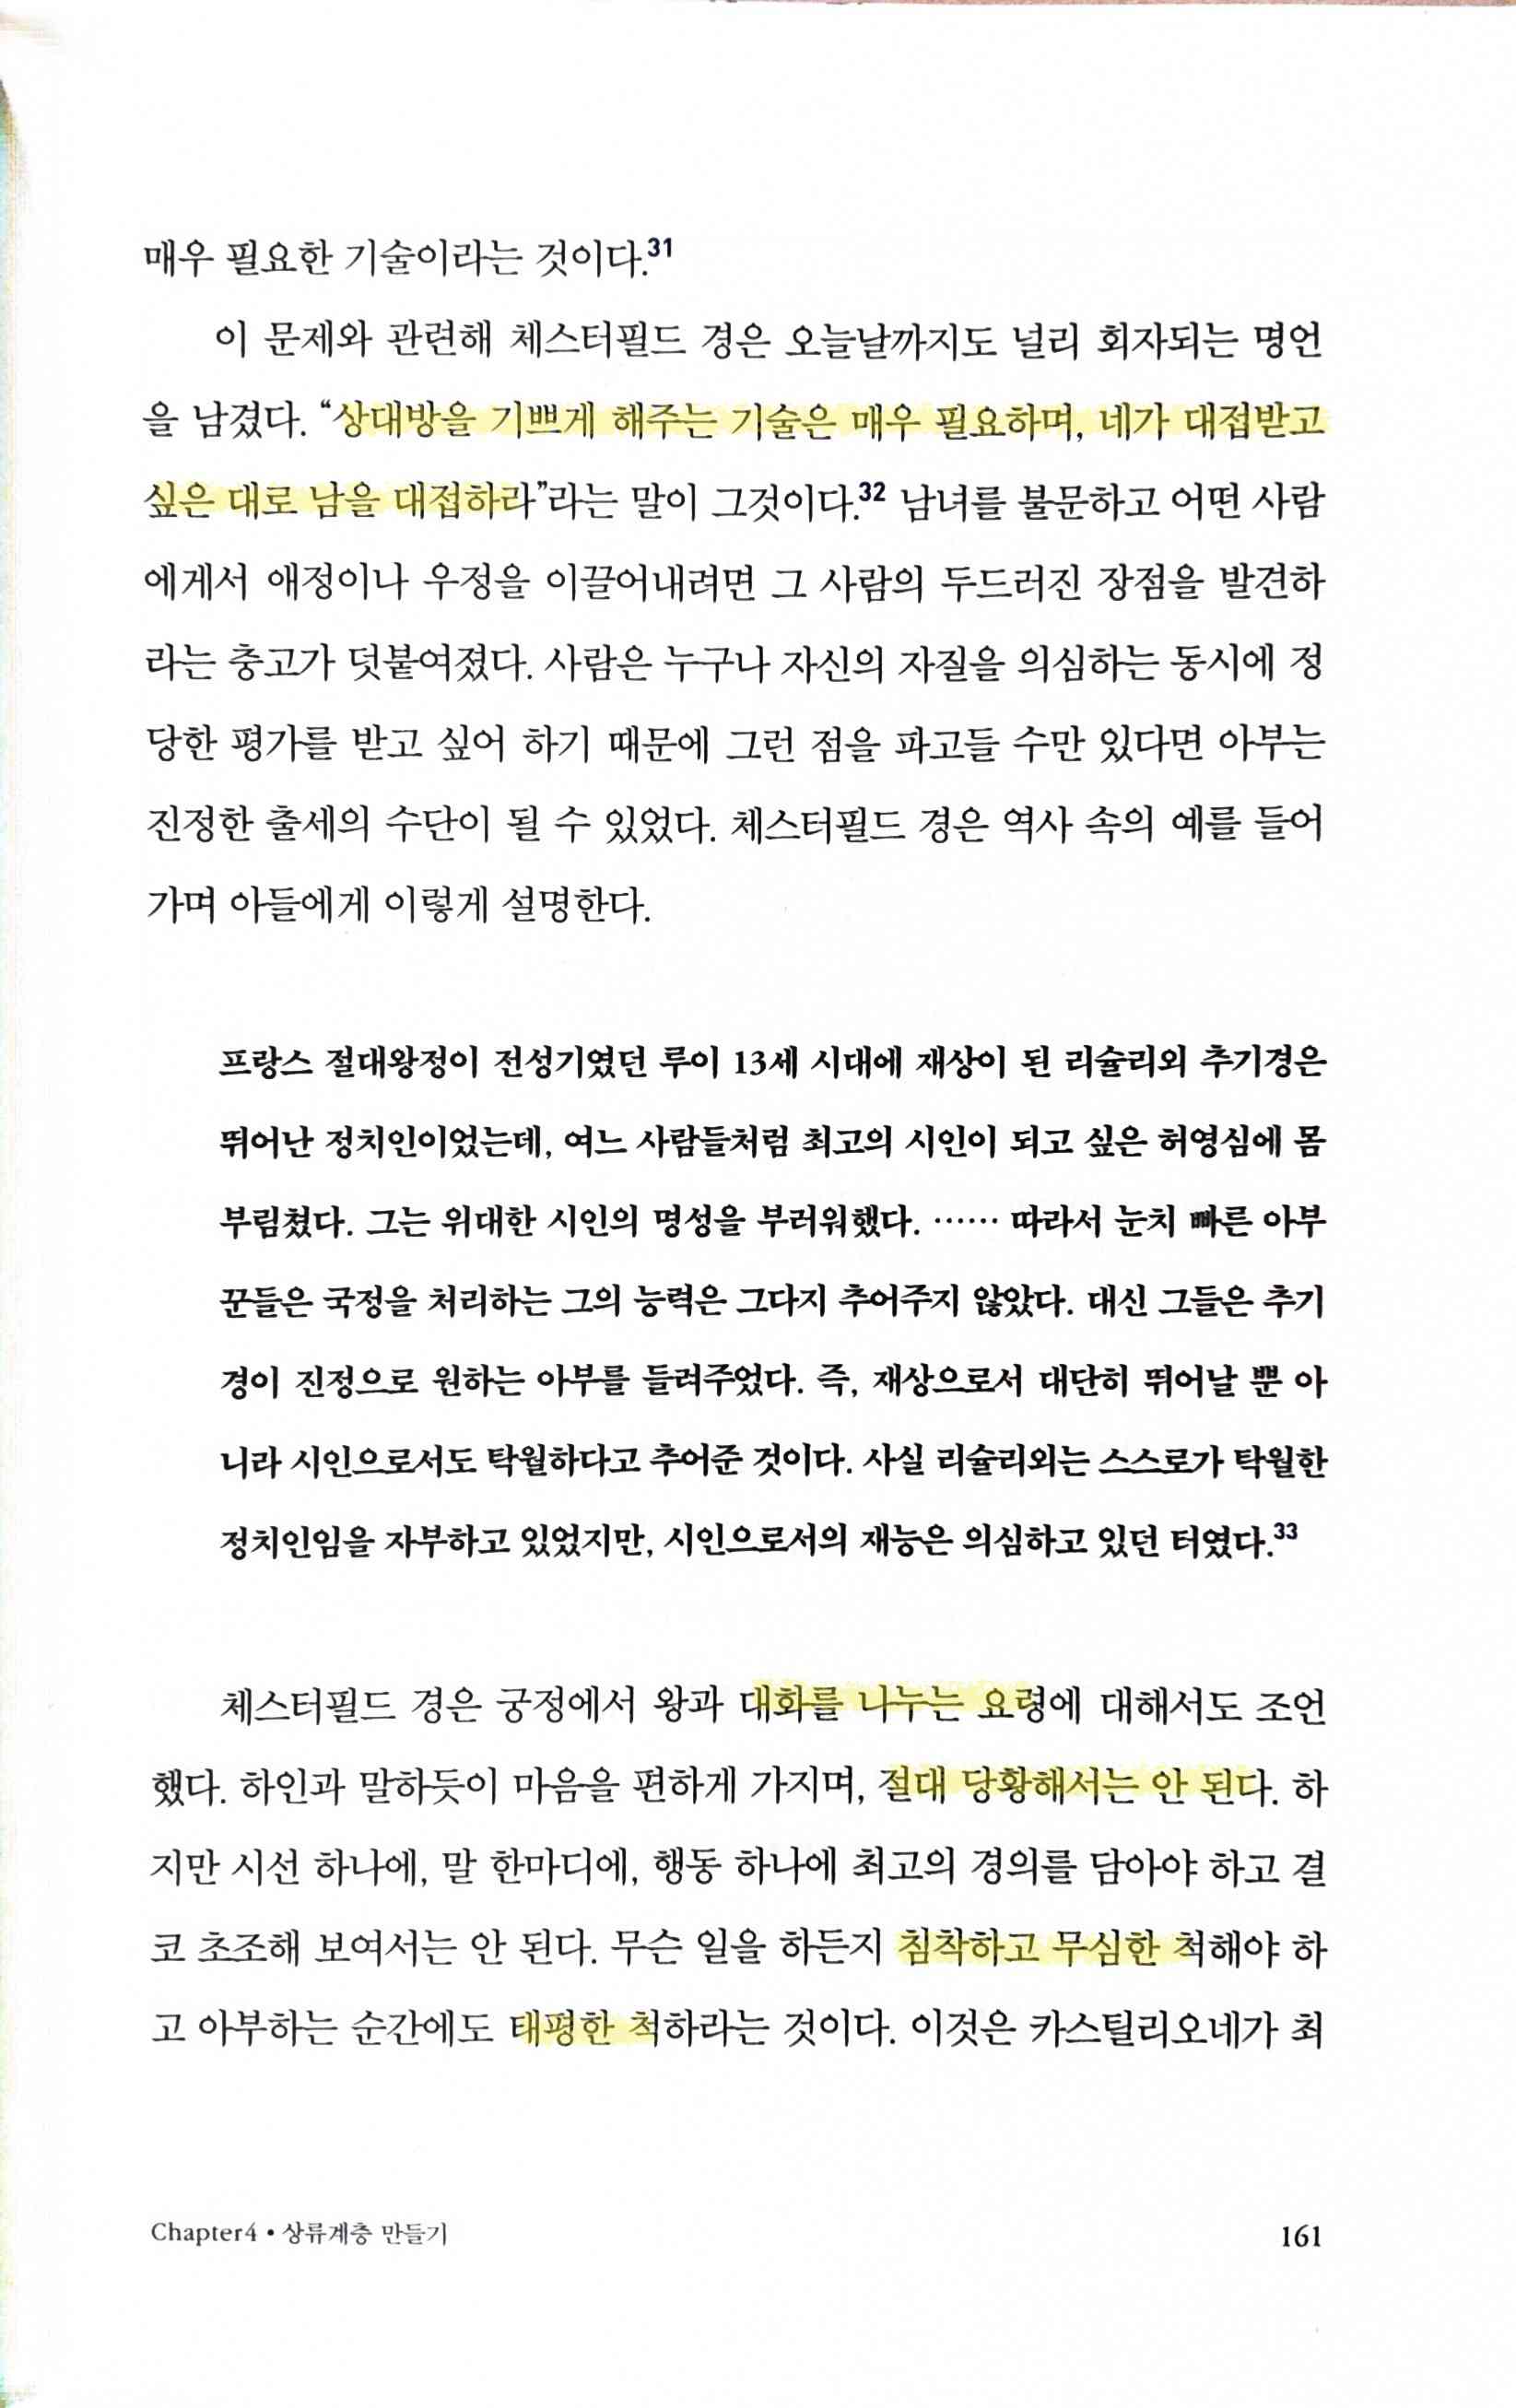 매우 필요한 기술이라는 것이다.31
이 문제와 관련해 체스터필드 경은 오늘날까지도 널리 회자되는 명언
을 남겼다. “상대방을 기쁘게 해주는 기술은 매우 필요하며, 네가 대접받고
싶은 대로 남을 대접하라”라는 말이 그것이다.32 남녀를 불문하고 어떤 사람
에게서 애정이나 우정을 이끌어내려면 그 사람의 두드러진 장점을 발견하
라는 충고가 덧붙여졌다. 사람은 누구나 자신의 자질을 의심하는 동시에 정
당한 평가를 받고 싶어 하기 때문에 그런 점을 파고들 수만 있다면 아부는
진정한 출세의 수단이 될 수 있었다. 체스터필드 경은 역사 속의 예를 들어
가며 아들에게 이렇게 설명한다.
프랑스 절대왕정이 전성기였던 루이 13세 시대에 재상이 된 리슐리외 추기경은
뛰어난 정치인이었는데, 여느 사람들처럼 최고의 시인이 되고 싶은 허영심에 몸
부림쳤다. 그는 위대한 시인의 명성을 부러워했다. …… 따라서 눈치 빠른 아부
꾼들은 국정을 처리하는 그의 능력은 그다지 추어주지 않았다. 대신 그들은 추기
경이 진정으로 원하는 아부를 들려주었다. 즉, 재상으로서 대단히 뛰어날 뿐 아
니라 시인으로서도 탁월하다고 추어준 것이다. 사실 리슐리외는 스스로가 탁월한
정치인임을 자부하고 있었지만, 시인으로서의 재능은 의심하고 있던 터였다.33
체스터필드 경은 궁정에서 왕과 대화를 나누는 요령에 대해서도 조언
했다. 하인과 말하듯이 마음을 편하게 가지며, 절대 당황해서는 안 된다. 하
지만 시선 하나에, 말 한마디에, 행동 하나에 최고의 경의를 담아야 하고 결
코 초조해 보여서는 안 된다. 무슨 일을 하든지 침착하고 무심한 척해야 하
고 아부하는 순간에도 태평한 척하라는 것이다. 이것은 카스틸리오네가 최
Chapter4 • 상류계층 만들기
161